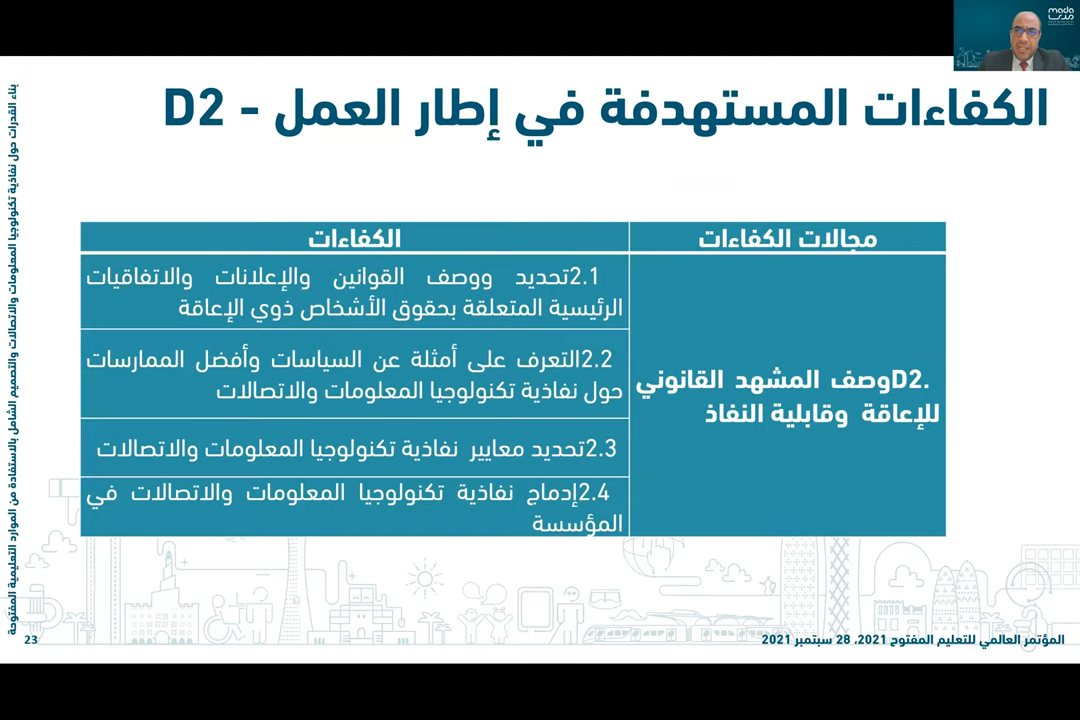 mada
مدى
الكفاءات المستهدفة في إطار العمل - D2
مجالات الكفاءات
الكفاءات
D2.وصف المشهد القانوني
للإعاقة وقابلية النفاذ
2.1تحديد ووصف القوانين والإعلانات والاتفاقيات
الرئيسية المتعلقة بحقوق الأشخاص ذوي الإعاقة
2.2التعرف على أمثلة عن السياسات وأفضل الممارسات
حول نفاذية تكنولوجيا المعلومات والاتصالات
2.3تحديد معايير نفاذية تكنولوجيا المعلومات والاتصالات
2.4إدماج نفاذية تكنولوجيا المعلومات والاتصالات في
المؤسسة
بناء القدرات حول نفاذية تكنولوجيا المعلومات والاتصالات والتصميم الشامل بالاستفادة من الموارد التعليمية المفتوحة
المؤتمر العالمي للتعليم المفتوح 2021، 28 سبتمبر 2021
23